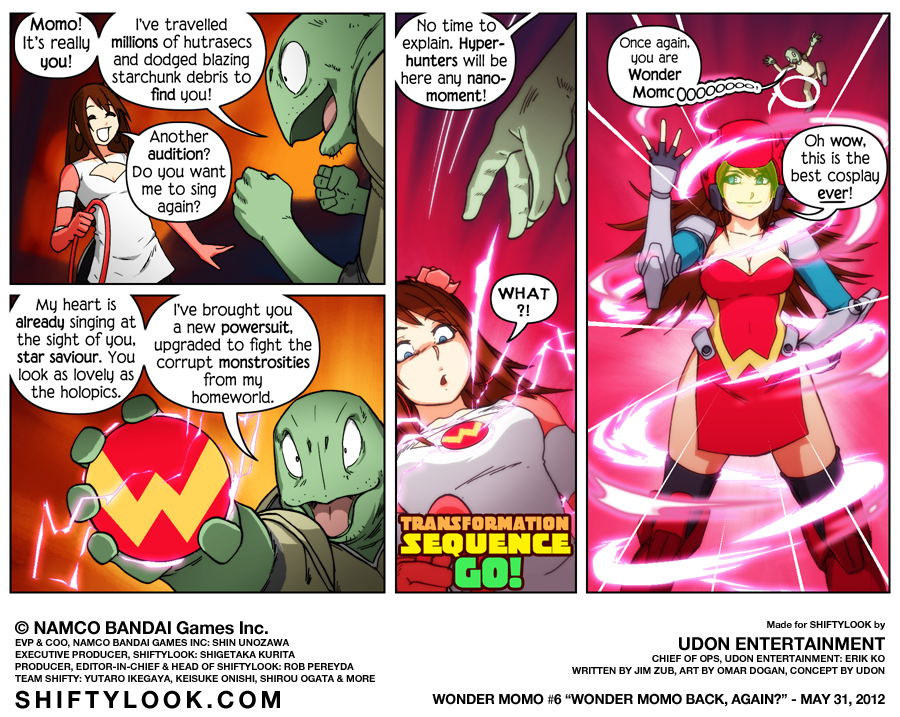 Momo!
It's really
you!
I've travelled
millions of hutrasecs
and dodged blazing
starchunk debris to
find you!
Another
audition?
Do you want
me to sing
again?
My heart is
already singing at
the sight of you,
star saviour. You
look as lovely as
the holopics.
I've brought you
a new powersuit,
upgraded to fight the
corrupt monstrosities
from my
homeworld.
W
No time to
explain. Hyper-
hunters will be
here any nano-
moment!
WHAT
?!
W
TRANSFORMATION
SEQUENCE
GO!
Once again,
you are
Wonder
Momoooooooo!
Oh wow,
this is the
best cosplay
ever!
W
© NAMCO BANDAI Games Inc.
EVP & COO, NAMCO BANDAI GAMES INC: SHIN UNOZAWA
EXECUTIVE PRODUCER, SHIFTYLOOK: SHIGETAKA KURITA
PRODUCER, EDITOR-IN-CHIEF & HEAD OF SHIFTYLOOK: ROB PEREYDA
TEAM SHIFTY: YUTARO IKEGAYA, KEISUKE ONISHI, SHIROU OGATA & MORE
SHIFTYLOOK.COM
Made for SHIFTYLOOK by
UDON ENTERTAINMENT
CHIEF OF OPS, UDON ENTERTAINMENT: ERIK KO
WRITTEN BY JIM ZUB, ART BY OMAR DOGAN, CONCEPT BY UDON
WONDER MOMO #6 “WONDER MOMO BACK, AGAIN?” - MAY 31, 2012